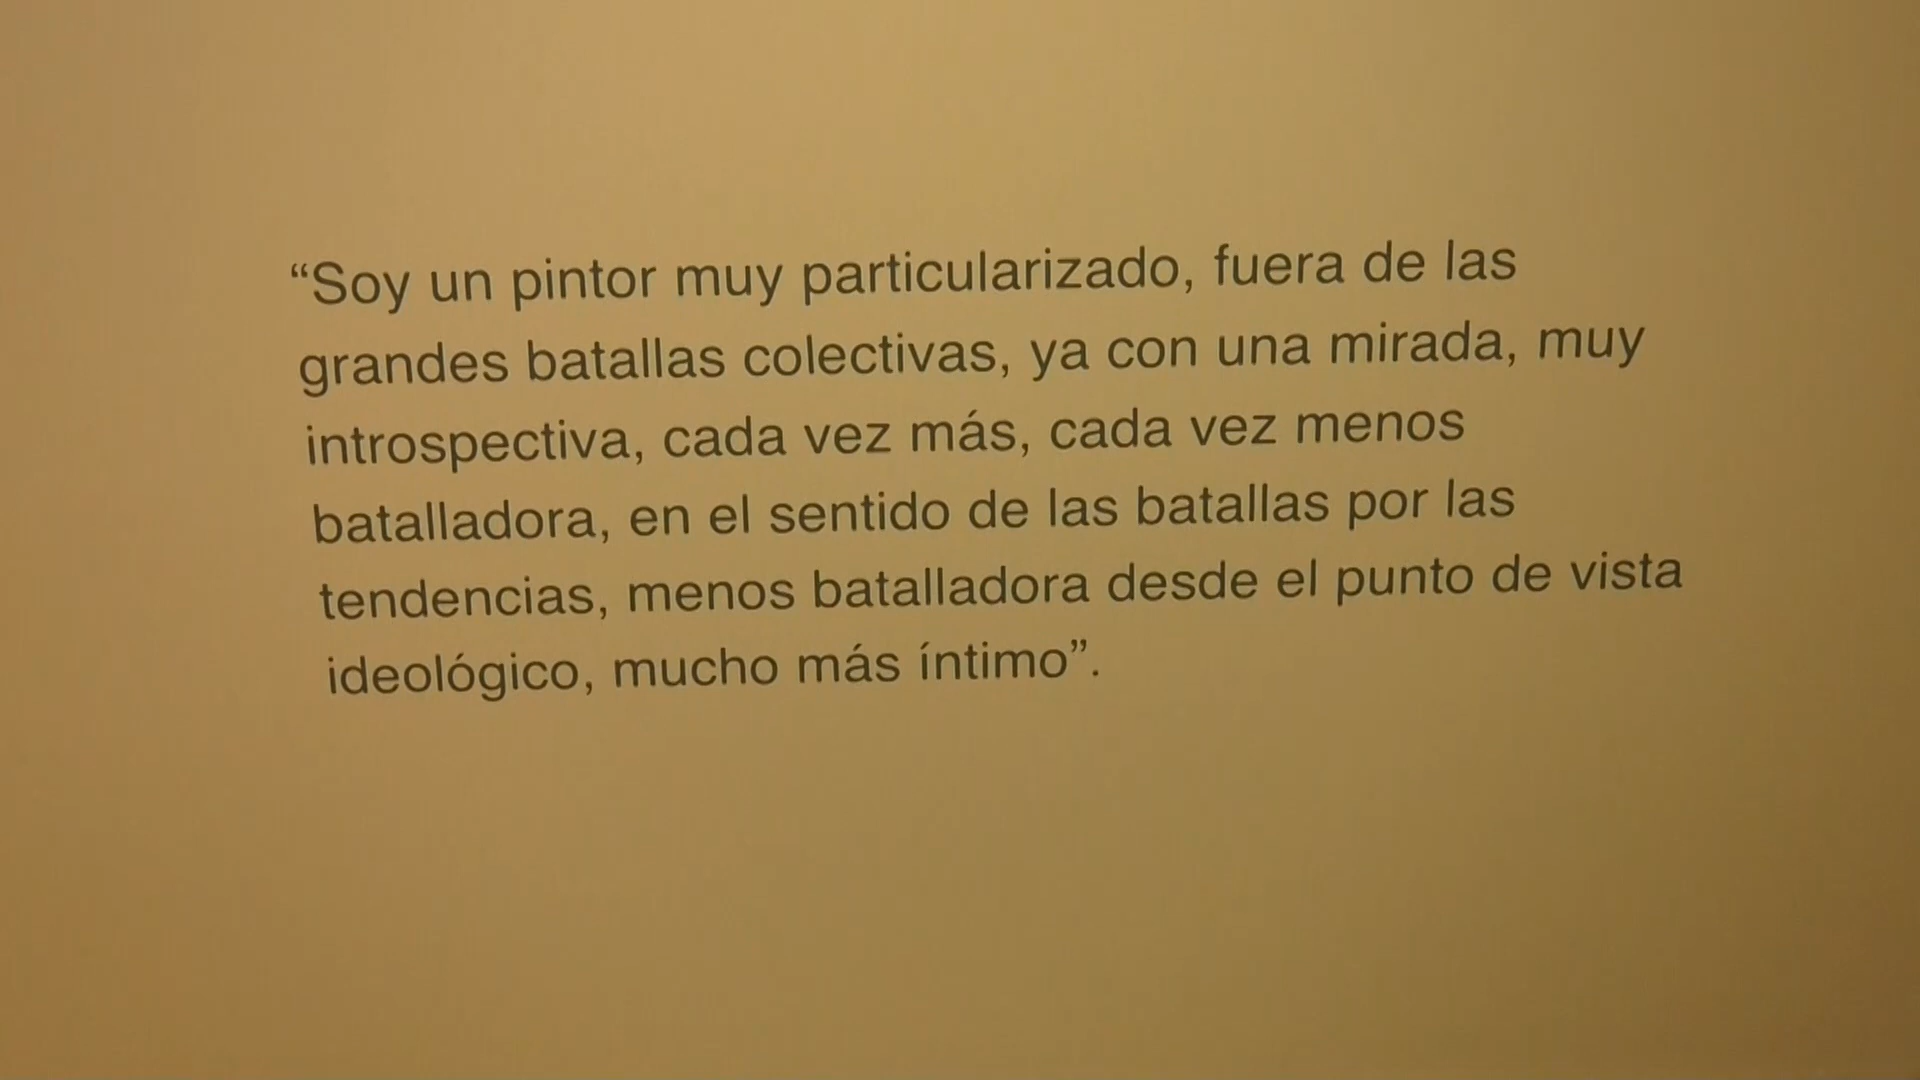 “Soy un pintor muy particularizado, fuera de las
grandes batallas colectivas, ya con una mirada, muy
introspectiva, cada vez más, cada vez menos
batalladora, en el sentido de las batallas por las
tendencias, menos batalladora desde el punto de vista
ideológico, mucho más íntimo”.